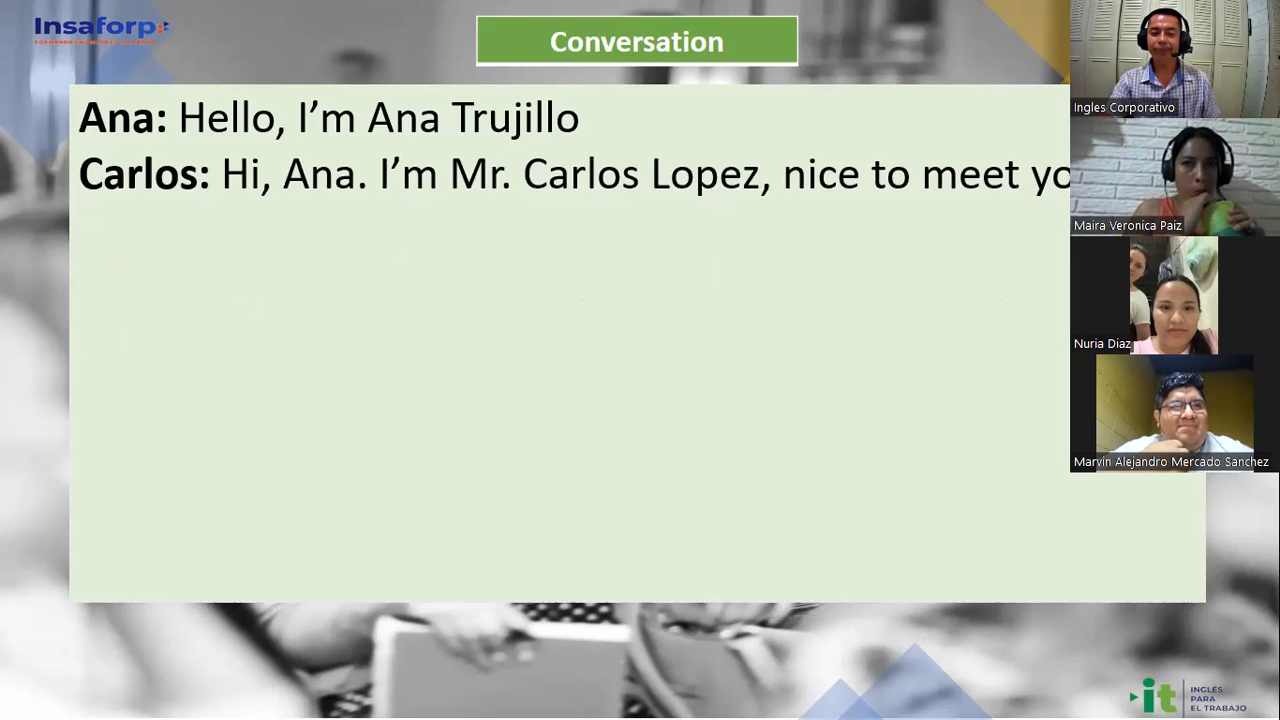 Insaforp
Conversation
Ana: Hello, I'm Ana Trujillo
Carlos: Hi, Ana. I'm Mr. Carlos Lopez, nice to meet yo
Ingles Corporativo
Maira Veronica Paiz
Nuria Diaz
Marvin Alejandro Mercado Sanchez
it
INGLÉS
PARA
EL TRABAJO